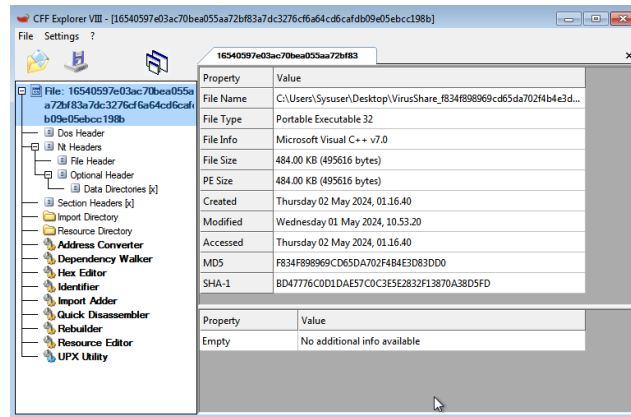 CFF Explorer VIII - [16540597e03ac70bea055aa72bf83a7dc3276cf6a64cd6cafdb09e05ebcc198b]
File Settings ?
16540597e03ac70bea055aa72bf83
File: 16540597e03ac70bea055a
a72bf83a7dc3276cf6a64cd6cafd
b09e05ebcc198b
Dos Header
Nt Headers
File Header
Optional Header
Data Directories [x]
Section Headers [x]
Import Directory
Resource Directory
Address Converter
Dependency Walker
Hex Editor
Identifier
Import Adder
Quick Disassembler
Rebuilder
Resource Editor
UPX Utility
Property Value
File Name C:\Users\Sysuser\Desktop\VirusShare_f834f898969cd65da702f4b4e3d...
File Type Portable Executable 32
File Info Microsoft Visual C++ v7.0
File Size 484.00 KB (495616 bytes)
PE Size 484.00 KB (495616 bytes)
Created Thursday 02 May 2024, 01.16.40
Modified Wednesday 01 May 2024, 10.53.20
Accessed Thursday 02 May 2024, 01.16.40
MD5 F834F898969CD65DA702F4B4E3D83DD0
SHA-1 BD47776C0D1DAE57C0C3E5E2832F13870A38D5FD
Property Value
Empty No additional info available